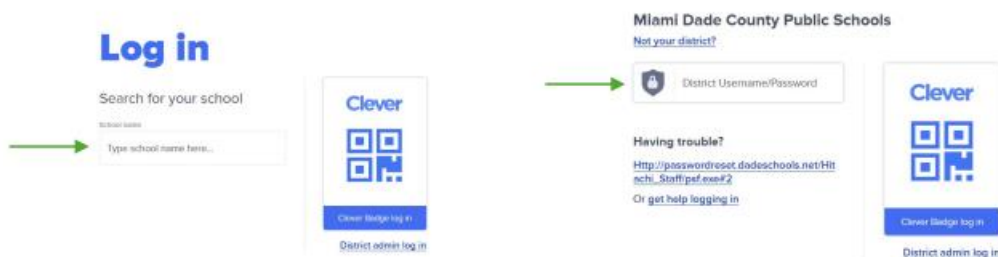 Log in
Search for your school
School name
Type school name here...
Clever
Clever Badge log in
District admin log in
Miami Dade County Public Schools
Not your district?
District Username/Password
Having trouble?
Http://passwordreset.dadeschools.net/Hit
achi_Staff/psf.exe#2
Or get help logging in
Clever
Clever Badge log in
District admin log in